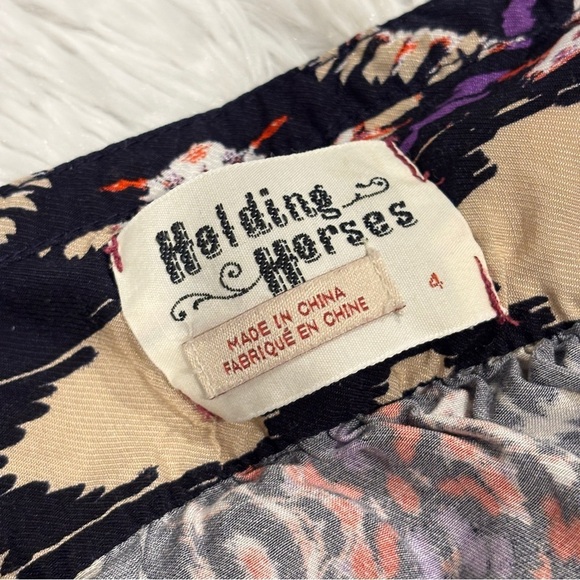 Holding
Horses
4
MADE IN CHINA
FABRIQUÉ EN CHINE